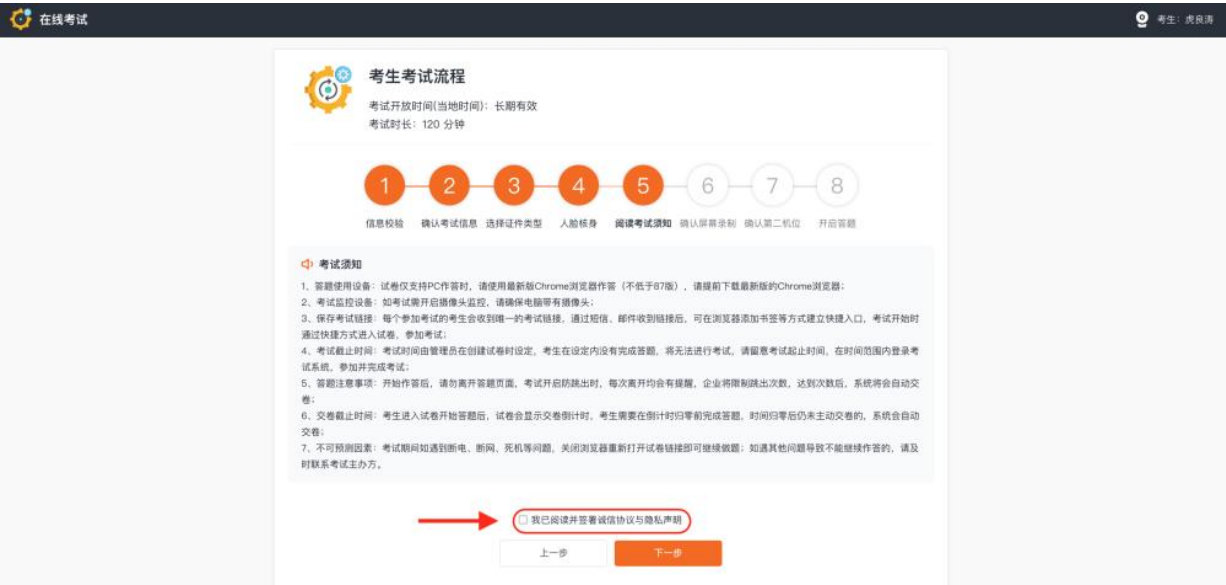 在线考试
考生：虎良涛
考生考试流程
考试开放时间(当地时间)：长期有效
考试时长：120 分钟
1 2 3 4 5 6 7 8
信息校验 确认考试信息 选择证件类型 人脸核身 阅读考试须知 确认屏幕录制 确认第二机位 开启答题
考试须知
1、答题使用设备：试卷仅支持PC作答时，请使用最新版Chrome浏览器作答（不低于87版），请提前下载最新版的Chrome浏览器；
2、考试监控设备：如考试需开启摄像头监控，请确保电脑带有摄像头；
3、保存考试链接：每个参加考试的考生会收到唯一的考试链接，通过短信、邮件收到链接后，可在浏览器添加书签等方式建立快捷入口，考试开始时
通过快捷方式进入试卷，参加考试；
4、考试截止时间：考试时间由管理员在创建试卷时设定，考生在设定内没有完成答题，将无法进行考试，请留意考试起止时间，在时间范围内登录考
试系统，参加并完成考试；
5、答题注意事项：开始作答后，请勿离开答题页面，考试开启防跳出时，每次离开均会有提醒，企业将限制跳出次数，达到次数后，系统将会自动交
卷；
6、交卷截止时间：考生进入试卷开始答题后，试卷会显示交卷倒计时，考生需要在倒计时归零前完成答题，时间归零后仍未主动交卷的，系统会自动
交卷；
7、不可预测因素：考试期间如遇到断电、断网、死机等问题，关闭浏览器重新打开试卷链接即可继续做题；如遇其他问题导致不能继续作答的，请及
时联系考试主办方。
我已阅读并签署诚信协议与隐私声明
上一步 下一步